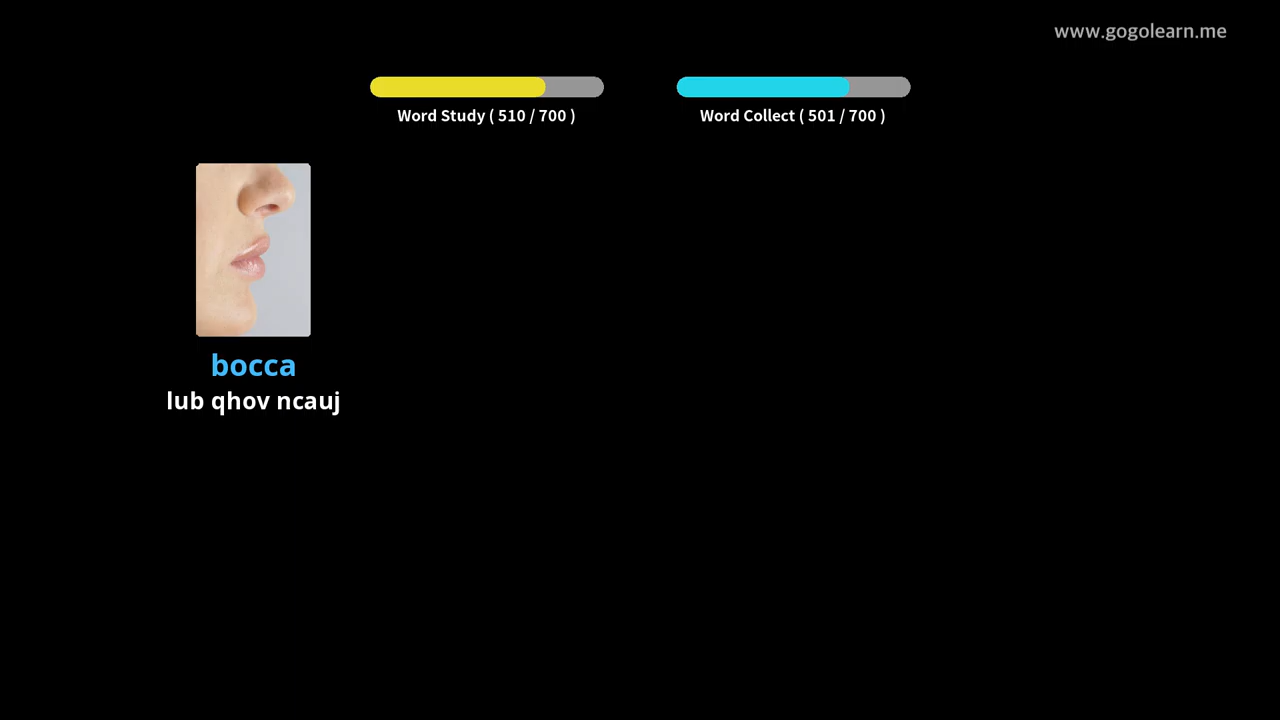 www.gogolearn.me
Word Study ( 510 / 700 )
Word Collect ( 501 / 700 )
bocca
lub qhov ncauj